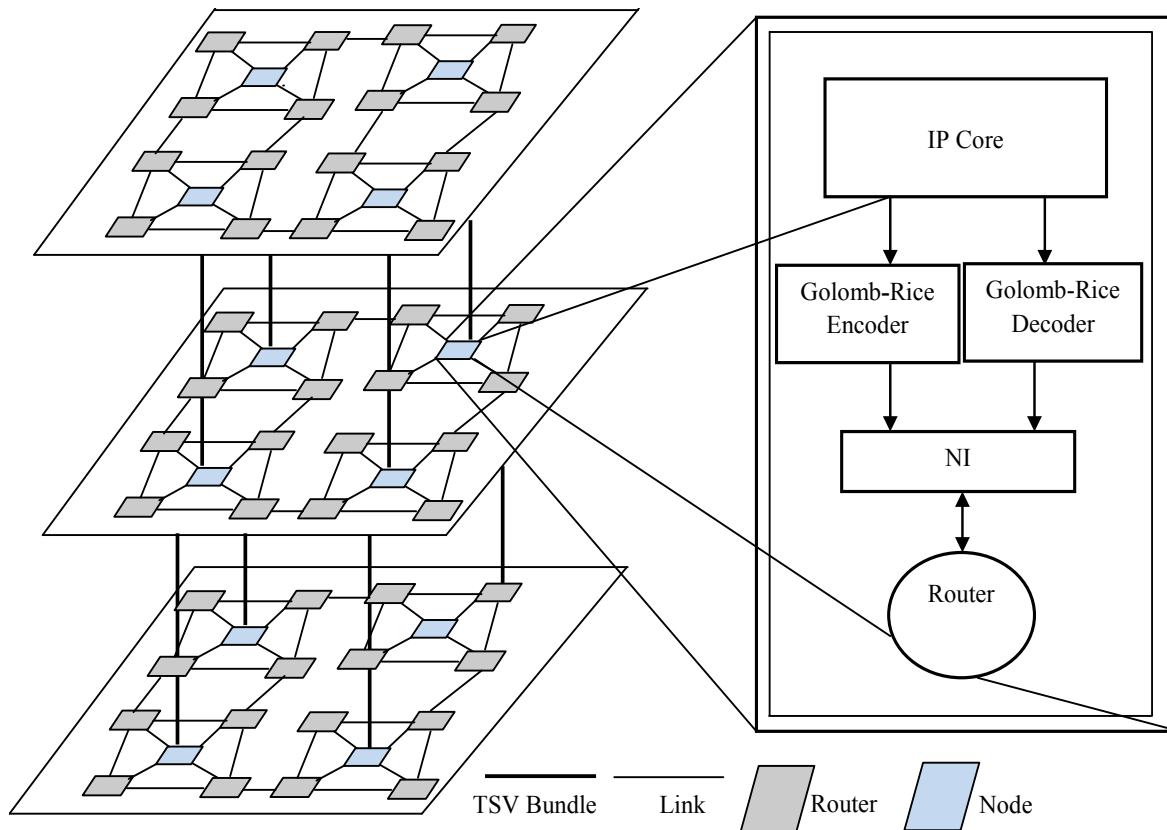 IP Core
Golomb-Rice
Encoder
Golomb-Rice
Decoder
NI
Router
TSV Bundle
Link
Router
Node